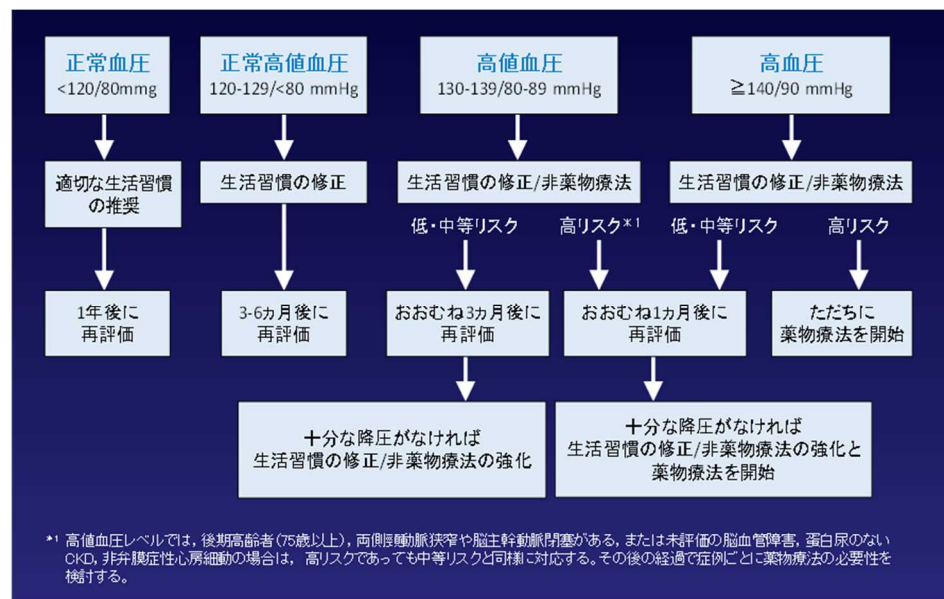 正常血圧
<120/80mmg
正常高値血圧
120-129/<80 mmHg
高値血圧
130-139/80-89 mmHg
高血圧
≧140/90 mmHg
適切な生活習慣
の推奨
生活習慣の修正
生活習慣の修正/非薬物療法
生活習慣の修正/非薬物療法
低・中等リスク
高リスク*1
低・中等リスク
高リスク
1年後に
再評価
3-6ヵ月後に
再評価
おおむね3ヵ月後に
再評価
おおむね1ヵ月後に
再評価
ただちに
薬物療法を開始
十分な降圧がなければ
生活習慣の修正/非薬物療法の強化
十分な降圧がなければ
生活習慣の修正/非薬物療法の強化と
薬物療法を開始
*1 高値血圧レベルでは，後期高齢者（75歳以上），両側頸動脈狭窄や脳主幹動脈閉塞がある，または未評価の脳血管障害，蛋白尿のない
CKD，非弁膜症性心房細動の場合は，高リスクであっても中等リスクと同様に対応する。その後の経過で症例ごとに薬物療法の必要性を
検討する。